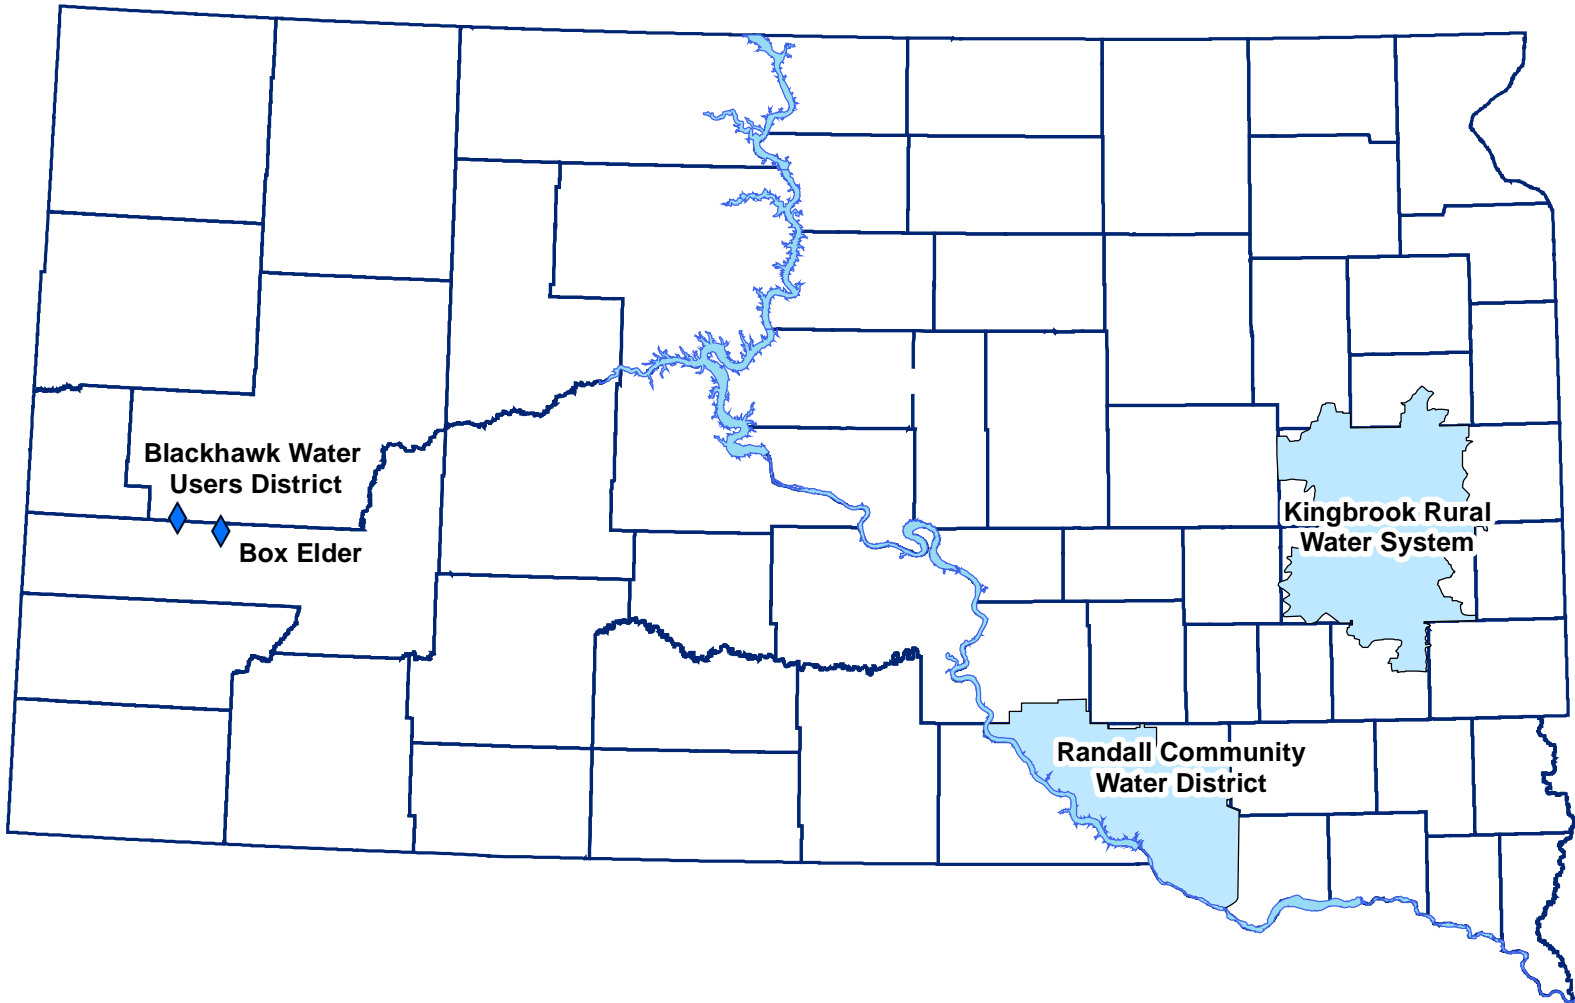 Blackhawk Water
Users District
Box Elder
Kingbrook Rural
Water System
Randall Community
Water District